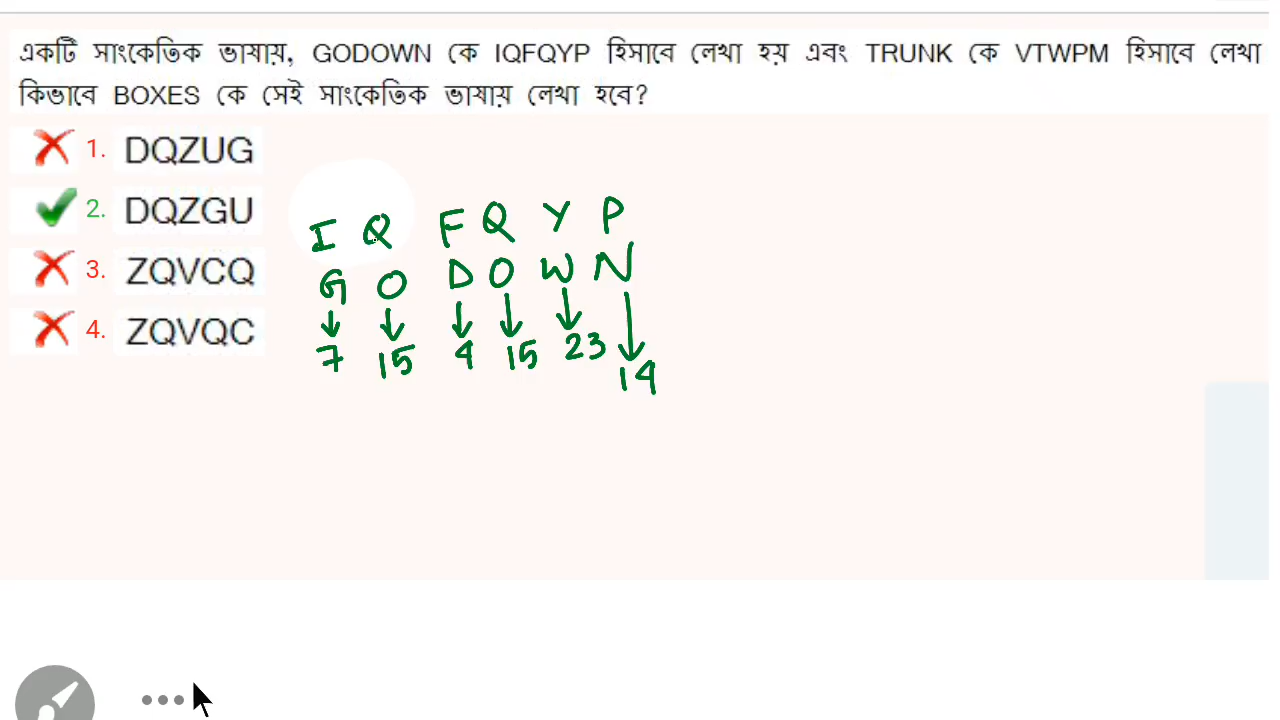 একটি সাংকেতিক ভাষায়, GODOWN কে IQFQYP হিসাবে লেখা হয় এবং TRUNK কে VTWPM হিসাবে লেখা
কিভাবে BOXES কে সেই সাংকেতিক ভাষায় লেখা হবে?
1. DQZUG
2. DQZGU
3. ZQVCQ
4. ZQVQC
I Q F Q Y P
G O D O W N
7 15 4 15 23 14